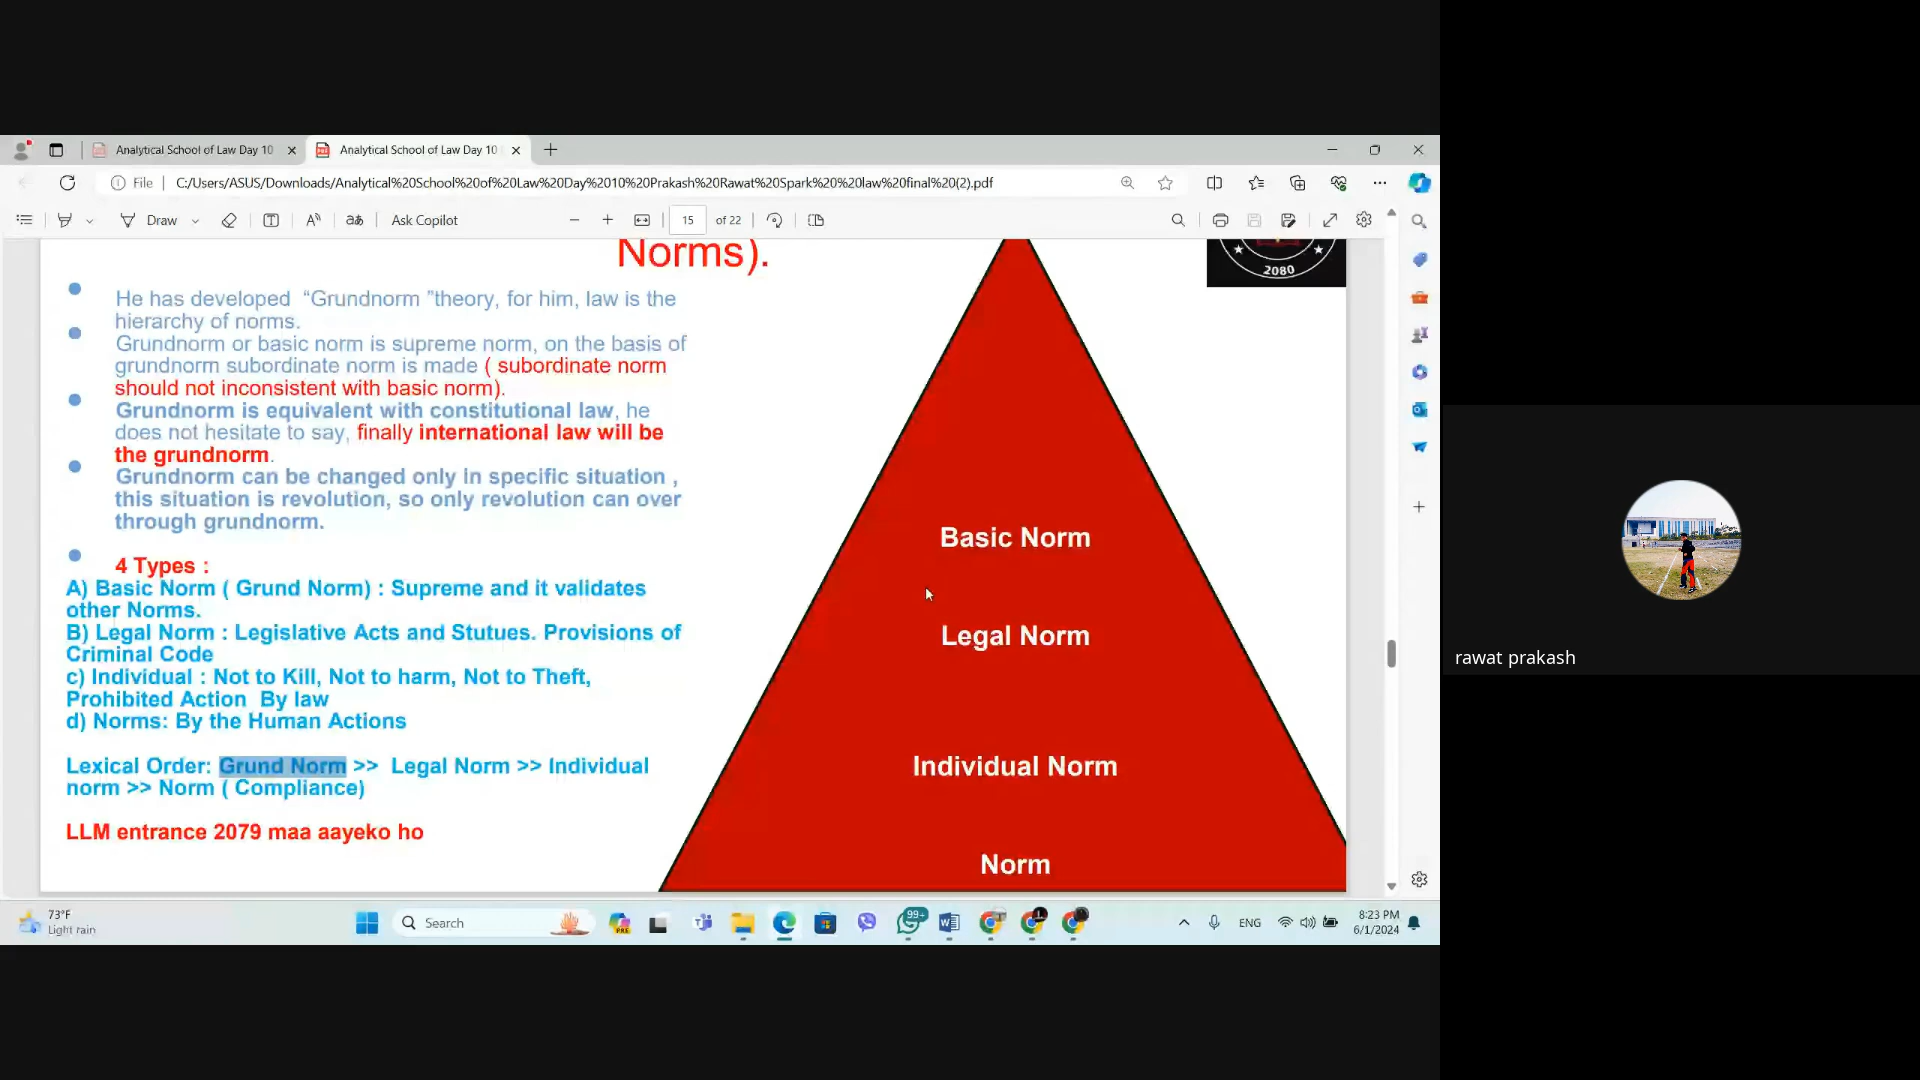 Analytical School of Law Day 10
Analytical School of Law Day 10
File
C:/Users/ASUS/Downloads/Analytical%20School%20of%20Law%20Day%2010%20Prakash%20Rawat%20Spark%20%20law%20final%20(2).pdf
Draw
Ask Copilot
15
of 22
Norms).
2080
He has developed “Grundnorm ”theory, for him, law is the
hierarchy of norms.
Grundnorm or basic norm is supreme norm, on the basis of
grundnorm subordinate norm is made ( subordinate norm
should not inconsistent with basic norm).
Grundnorm is equivalent with constitutional law, he
does not hesitate to say, finally international law will be
the grundnorm.
Grundnorm can be changed only in specific situation ,
this situation is revolution, so only revolution can over
through grundnorm.
4 Types :
A) Basic Norm ( Grund Norm) : Supreme and it validates
other Norms.
B) Legal Norm : Legislative Acts and Stutues. Provisions of
Criminal Code
c) Individual : Not to Kill, Not to harm, Not to Theft,
Prohibited Action By law
d) Norms: By the Human Actions
Lexical Order: Grund Norm >> Legal Norm >> Individual
norm >> Norm ( Compliance)
LLM entrance 2079 maa aayeko ho
Basic Norm
Legal Norm
Individual Norm
Norm
rawat prakash
73°F
Light rain
Search
PRE
99+
ENG
8:23 PM
6/1/2024